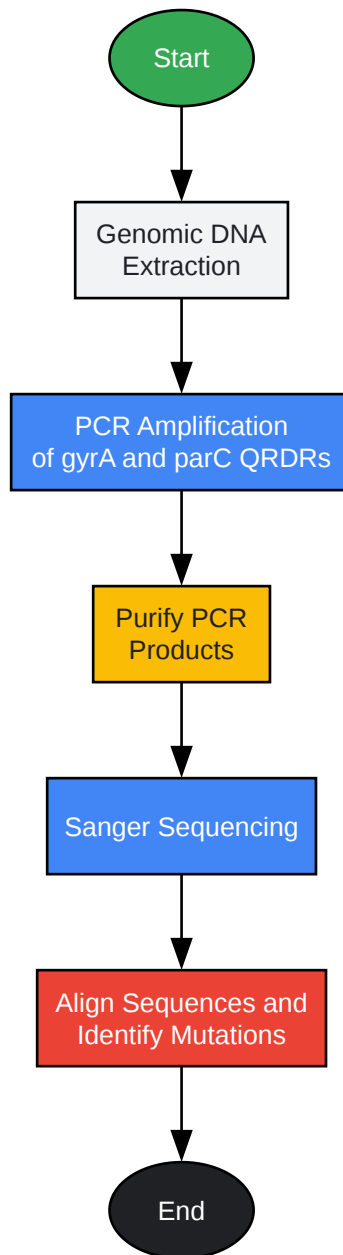 Start
Genomic DNA
Extraction
PCR Amplification
of gyrA and parC QRDRs
Purify PCR
Products
Sanger Sequencing
Align Sequences and
Identify Mutations
End